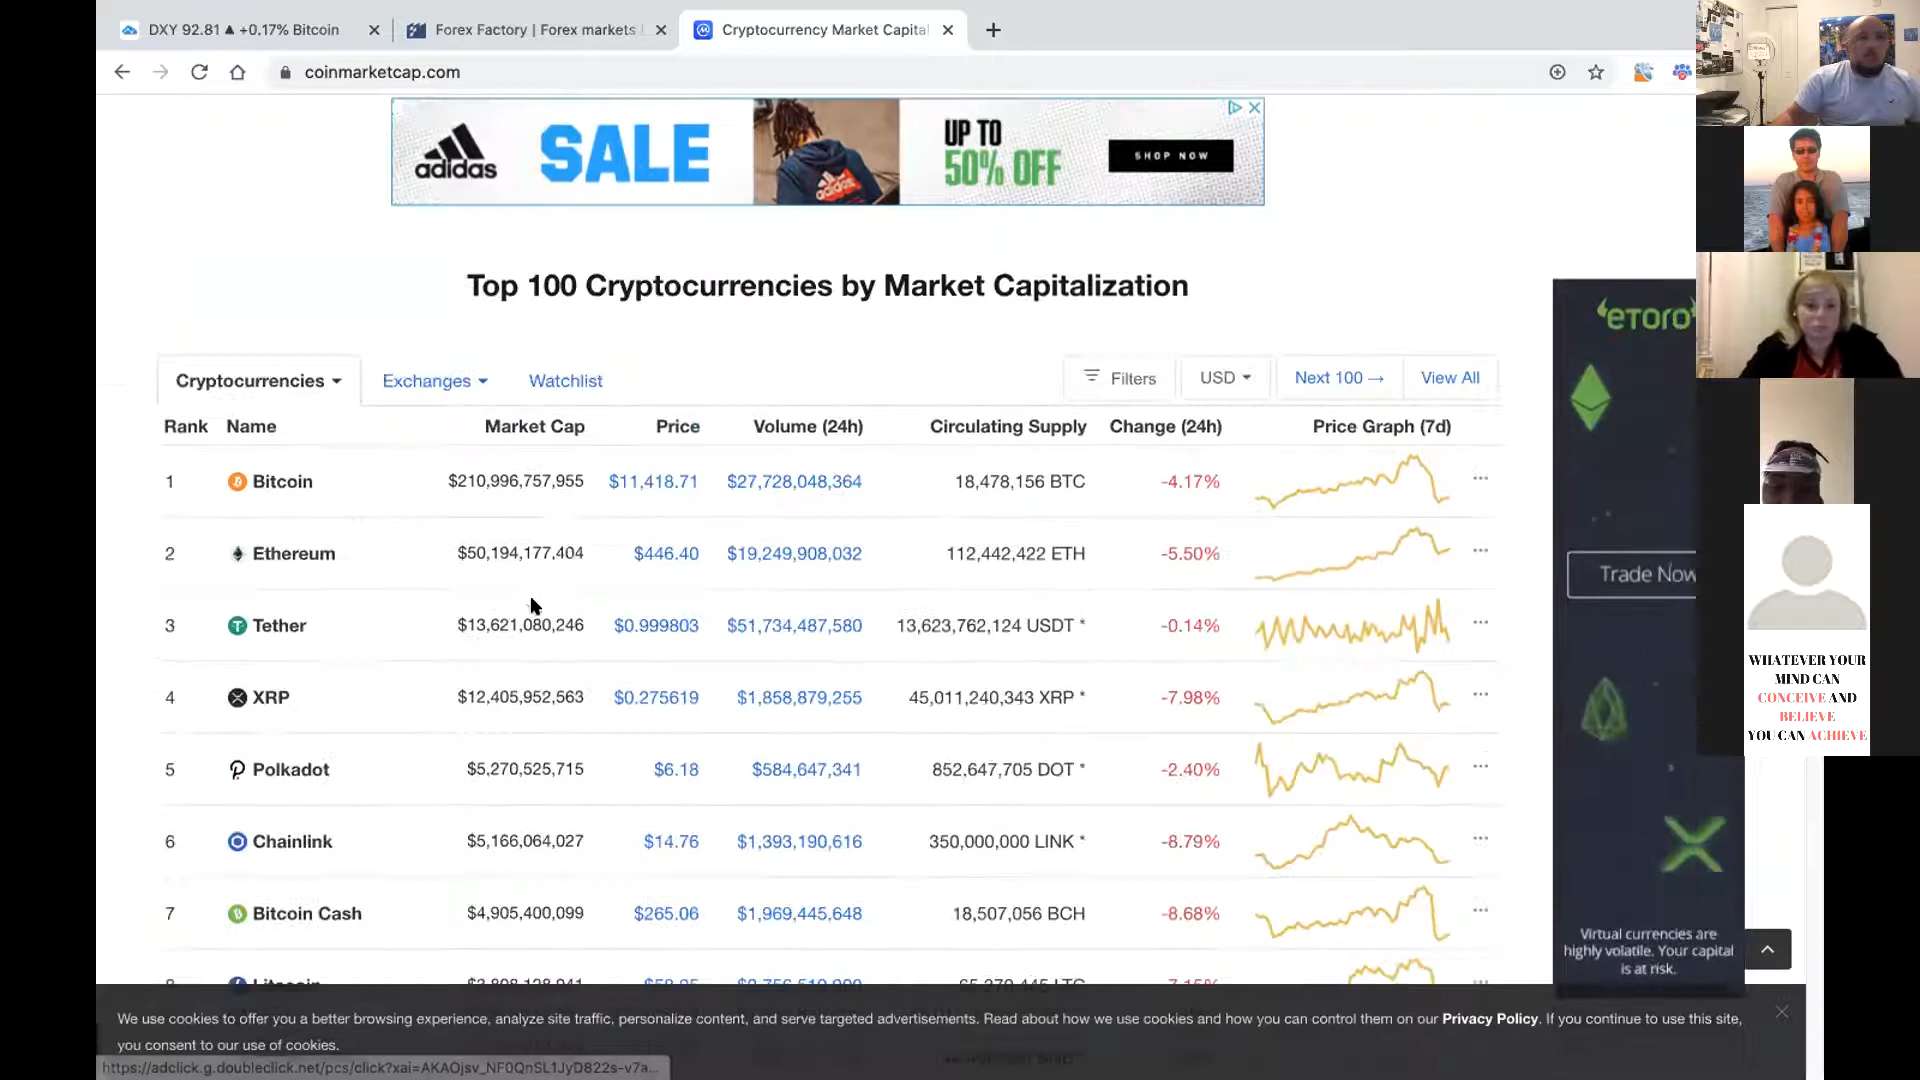 DXY 92.81 ▲ +0.17% Bitcoin
Forex Factory | Forex markets
Cryptocurrency Market Capital
coinmarketcap.com
adidas
SALE
UP TO
50% OFF
SHOP NOW
Top 100 Cryptocurrencies by Market Capitalization
Cryptocurrencies
Exchanges
Watchlist
Filters
USD
Next 100 →
View All
Rank Name Market Cap Price Volume (24h) Circulating Supply Change (24h) Price Graph (7d)
1 Bitcoin $210,996,757,955 $11,418.71 $27,728,048,364 18,478,156 BTC -4.17%
2 Ethereum $50,194,177,404 $446.40 $19,249,908,032 112,442,422 ETH -5.50%
3 Tether $13,621,080,246 $0.999803 $51,734,487,580 13,623,762,124 USDT * -0.14%
4 XRP $12,405,952,563 $0.275619 $1,858,879,255 45,011,240,343 XRP * -7.98%
5 Polkadot $5,270,525,715 $6.18 $584,647,341 852,647,705 DOT * -2.40%
6 Chainlink $5,166,064,027 $14.76 $1,393,190,616 350,000,000 LINK * -8.79%
7 Bitcoin Cash $4,905,400,099 $265.06 $1,969,445,648 18,507,056 BCH -8.68%
eToro
Trade Now
Virtual currencies are
highly volatile. Your capital
is at risk.
WHATEVER YOUR
MIND CAN
CONCEIVE AND
BELIEVE
YOU CAN ACHIEVE
We use cookies to offer you a better browsing experience, analyze site traffic, personalize content, and serve targeted advertisements. Read about how we use cookies and how you can control them on our Privacy Policy. If you continue to use this site,
you consent to our use of cookies.
https://adclick.g.doubleclick.net/pcs/click?xai=AKAOjsv_NF0QnSL1JyD822s-v7a...